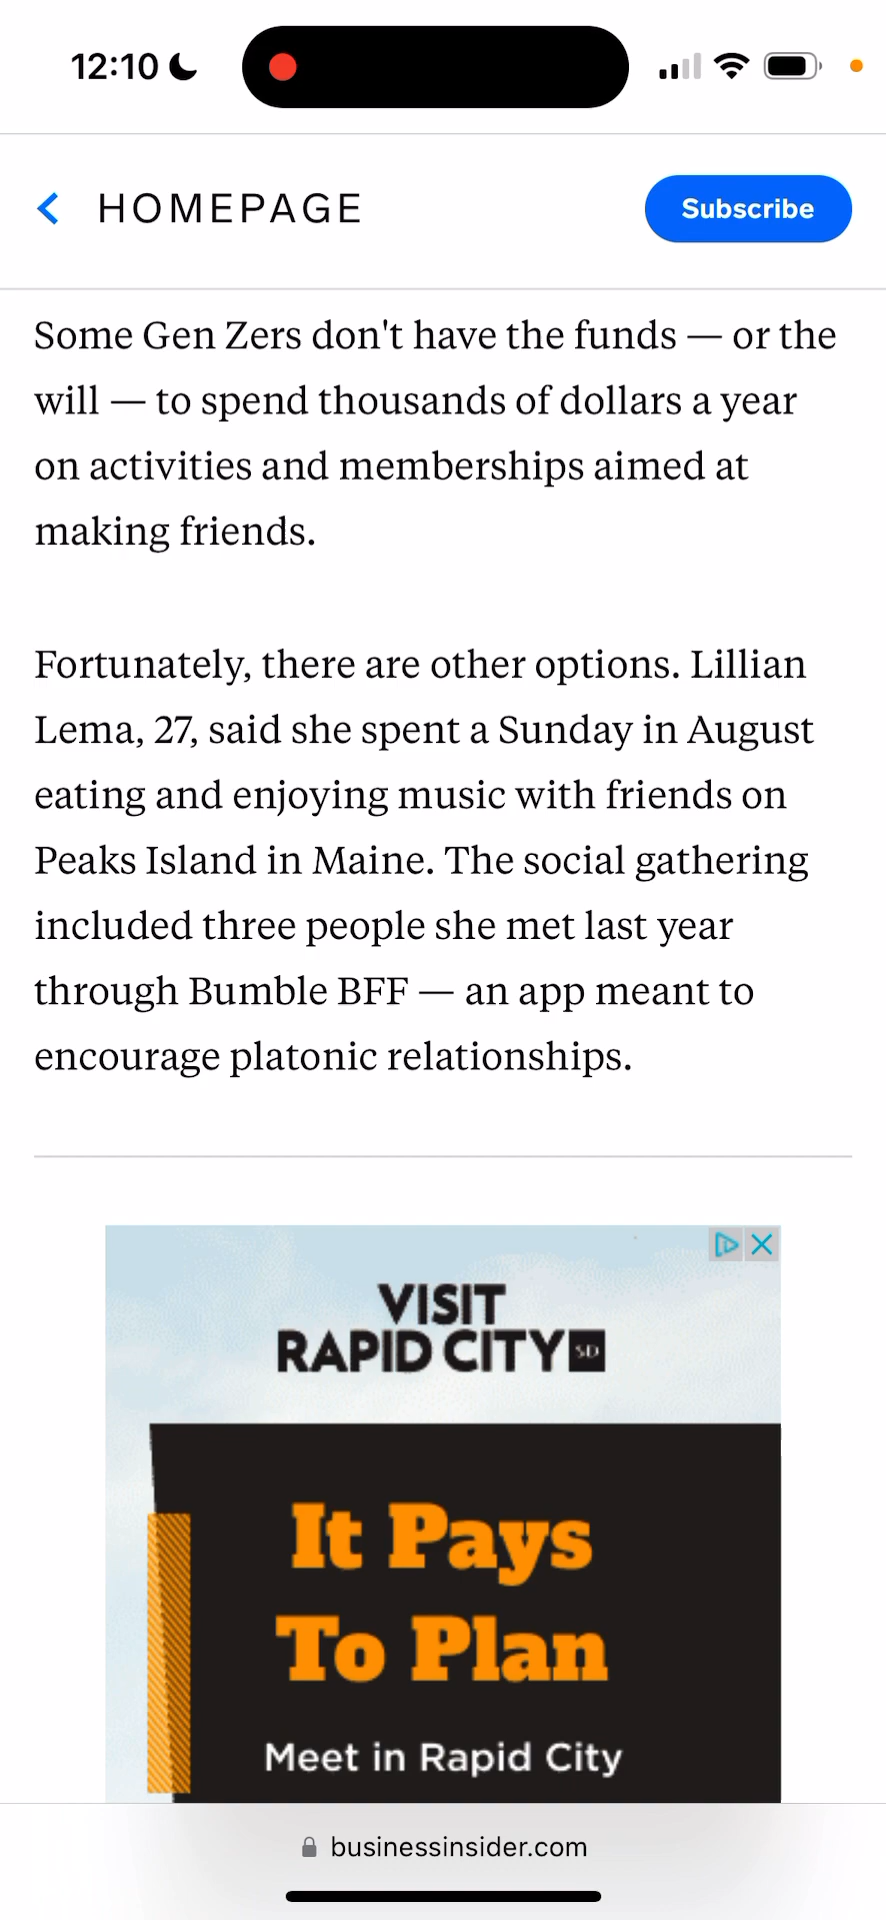 12:10
HOMEPAGE
Subscribe
Some Gen Zers don't have the funds — or the
will — to spend thousands of dollars a year
on activities and memberships aimed at
making friends.
Fortunately, there are other options. Lillian
Lema, 27, said she spent a Sunday in August
eating and enjoying music with friends on
Peaks Island in Maine. The social gathering
included three people she met last year
through Bumble BFF — an app meant to
encourage platonic relationships.
VISIT
RAPID CITY SD
It Pays
To Plan
Meet in Rapid City
businessinsider.com